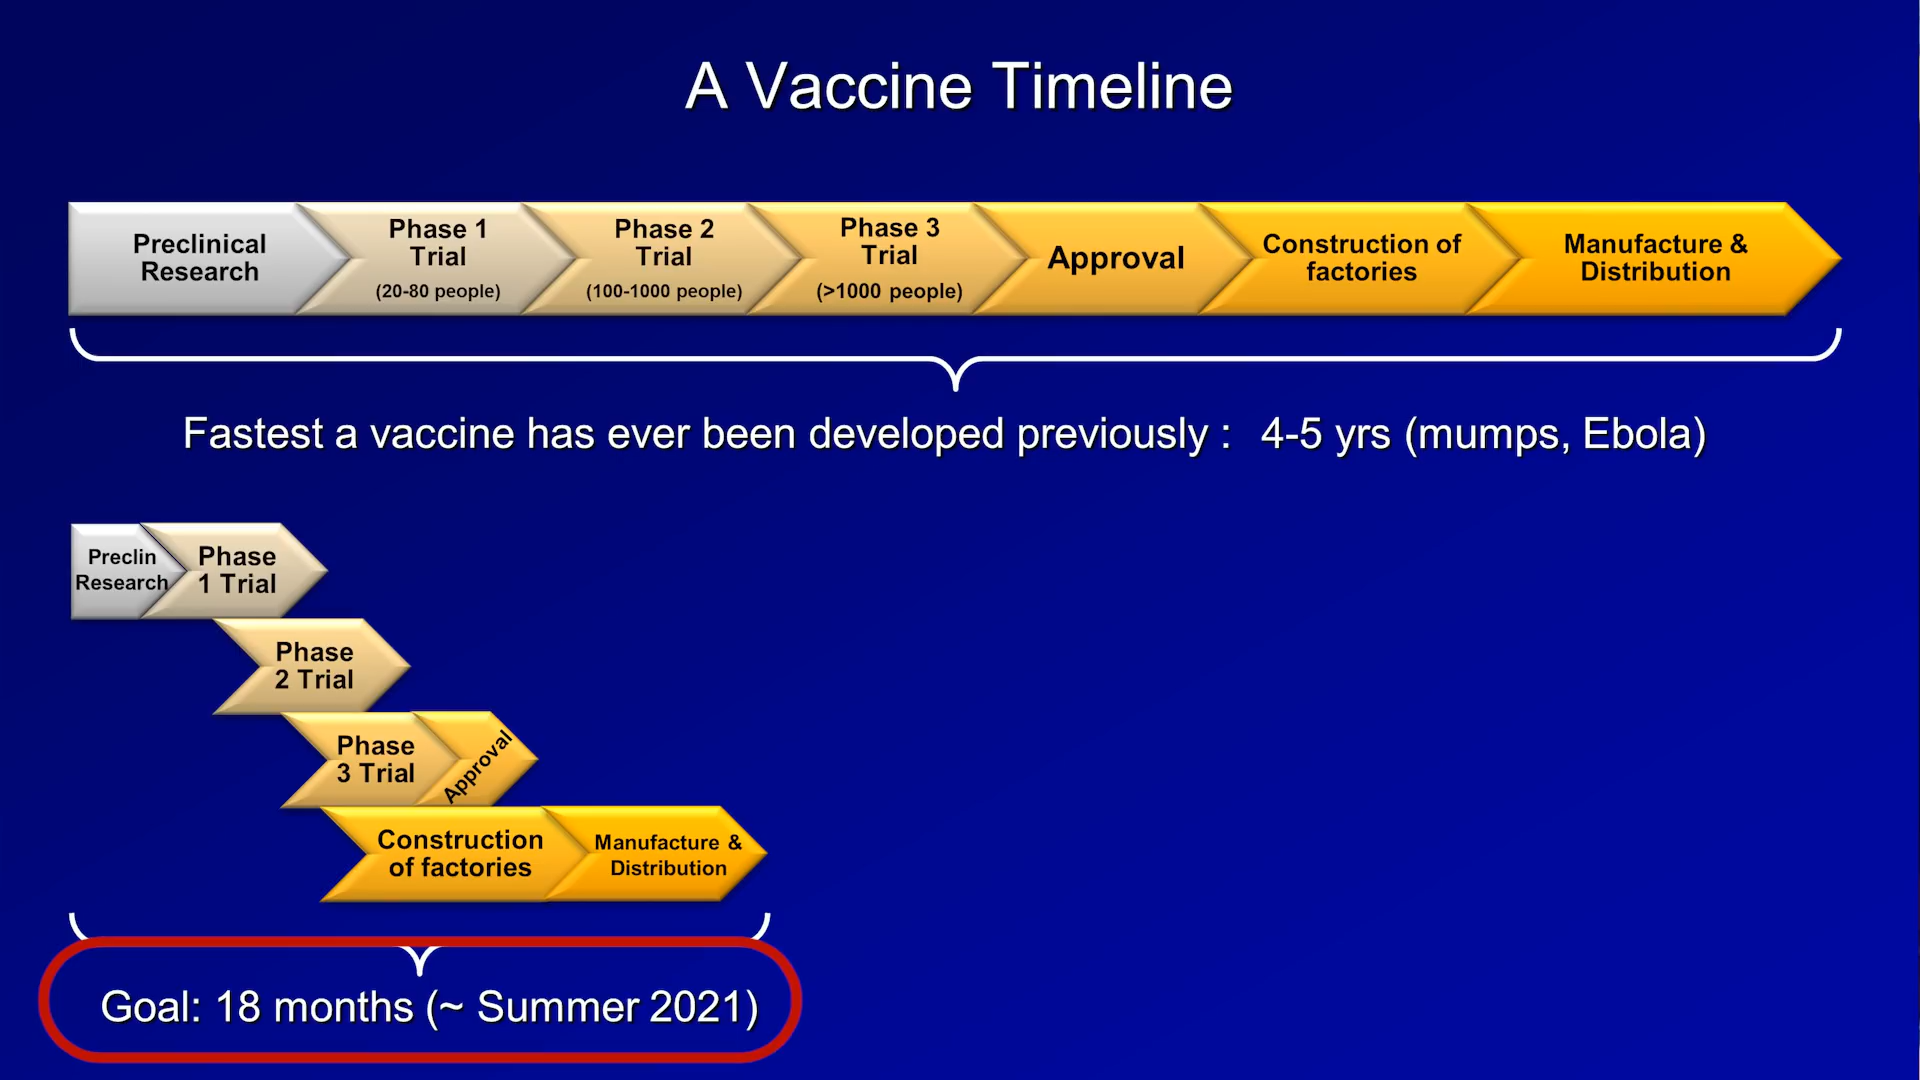 A Vaccine Timeline
Preclinical
Research
Phase 1
Trial
(20-80 people)
Phase 2
Trial
(100-1000 people)
Phase 3
Trial
(>1000 people)
Approval
Construction of
factories
Manufacture &
Distribution
Fastest a vaccine has ever been developed previously : 4-5 yrs (mumps, Ebola)
Preclin
Research
Phase
1 Trial
Phase
2 Trial
Phase
3 Trial
Approval
Construction
of factories
Manufacture &
Distribution
Goal: 18 months (~ Summer 2021)